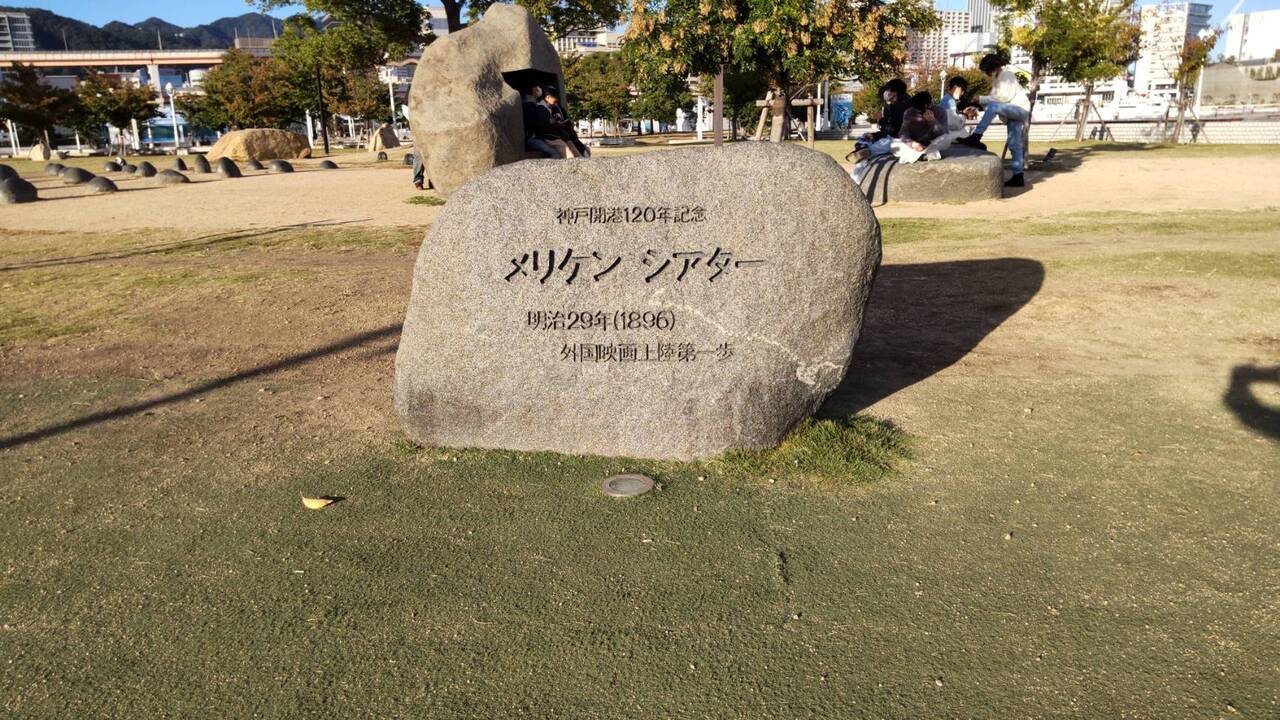 神戸開港120年記念
メリケン シアター
明治29年(1896)
外国映画上陸第一歩